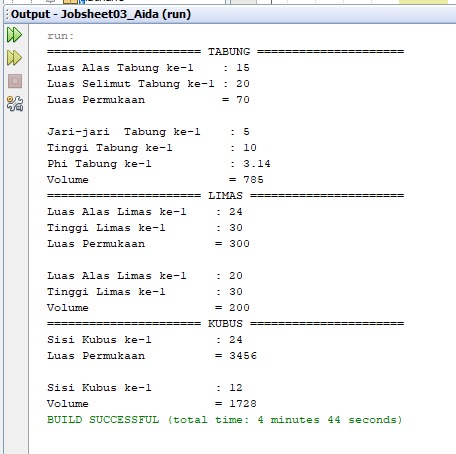 Output - Jobsheet03_Aida (run)
run:
====================== TABUNG =====================
Luas Alas Tabung ke-1    : 15
Luas Selimut Tabung ke-1 : 20
Luas Permukaan           = 70
Jari-jari  Tabung ke-1    : 5
Tinggi Tabung ke-1        : 10
Phi Tabung ke-1           : 3.14
Volume                    = 785
====================== LIMAS ======================
Luas Alas Limas ke-1    : 24
Tinggi Limas ke-1       : 30
Luas Permukaan          = 300
Luas Alas Limas ke-1    : 20
Tinggi Limas ke-1       : 30
Volume                  = 200
====================== KUBUS ======================
Sisi Kubus ke-1         : 24
Luas Permukaan          = 3456
Sisi Kubus ke-1         : 12
Volume                  = 1728
BUILD SUCCESSFUL (total time: 4 minutes 44 seconds)